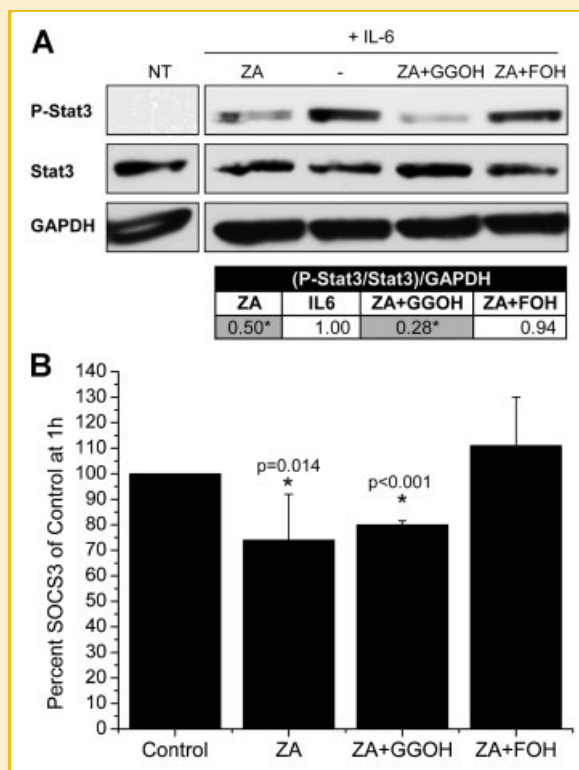 A
+ IL-6
NT ZA - ZA+GGOH ZA+FOH
P-Stat3
Stat3
GAPDH
(P-Stat3/Stat3)/GAPDH
ZA IL6 ZA+GGOH ZA+FOH
0.50* 1.00 0.28* 0.94
B
Percent SOCS3 of Control at 1h
140
130
120
110
100
90
80
70
60
50
40
30
20
10
0
p=0.014
*
p<0.001
*
Control ZA ZA+GGOH ZA+FOH